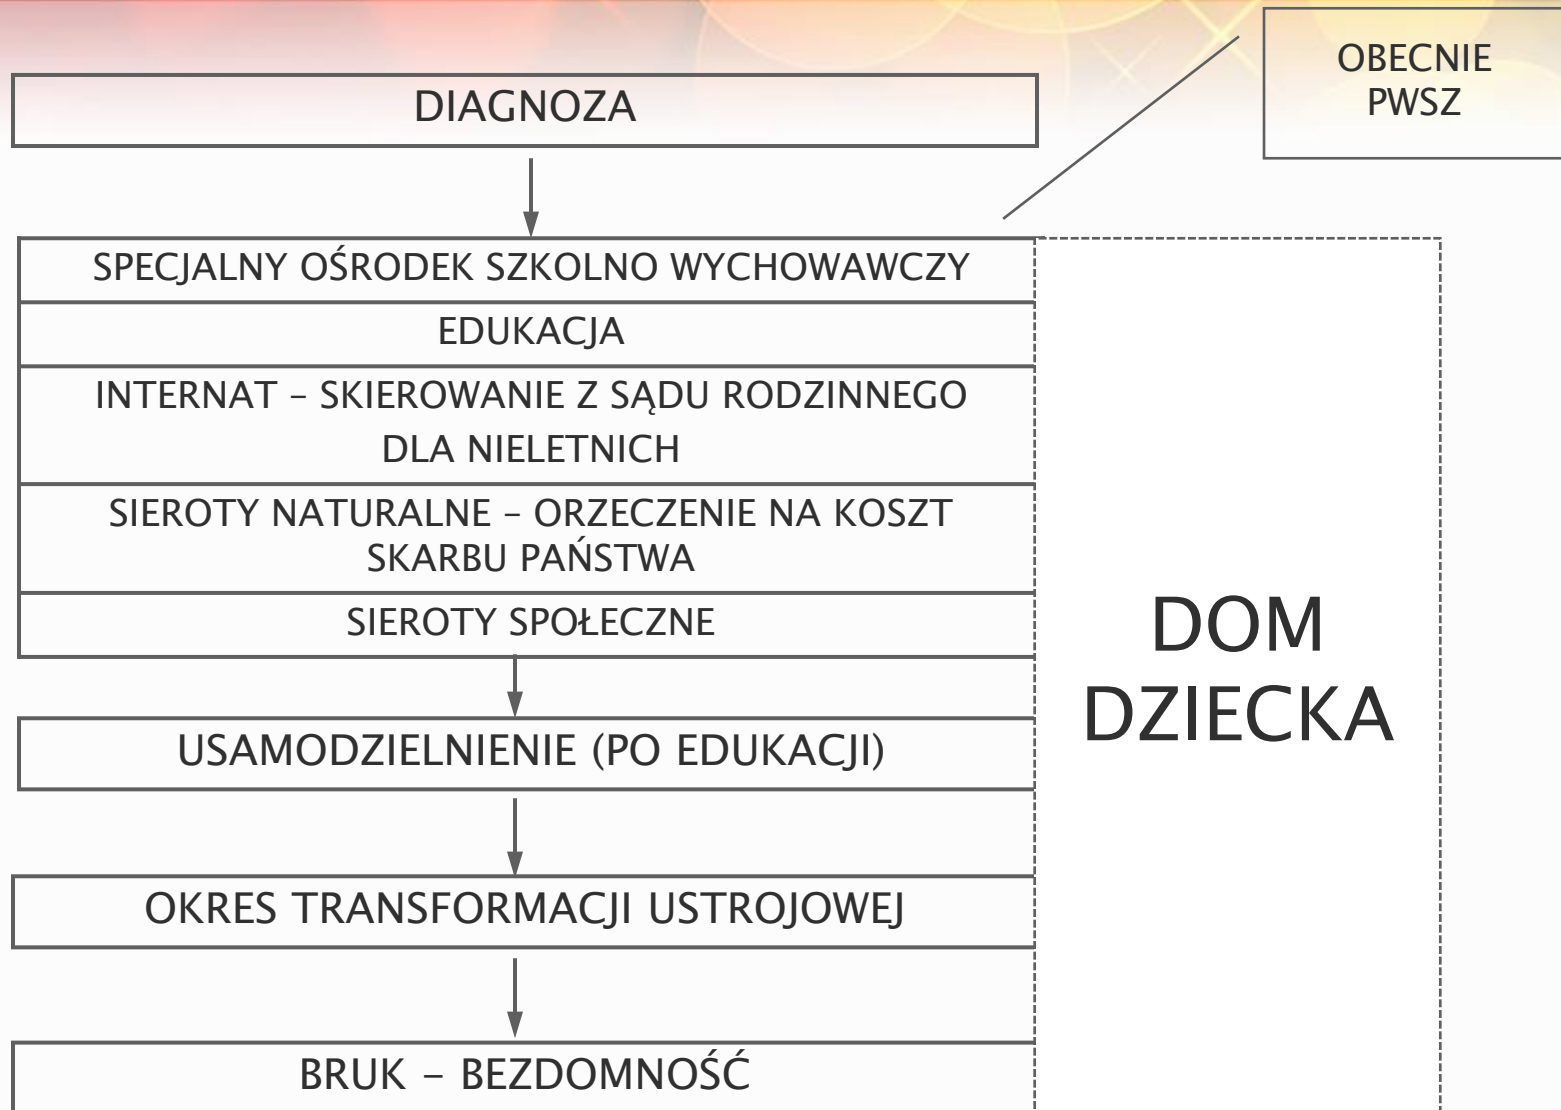 OBECNIE
PWSZ
DIAGNOZA
SPECJALNY OŚRODEK SZKOLNO WYCHOWAWCZY
EDUKACJA
INTERNAT – SKIEROWANIE Z SĄDU RODZINNEGO
DLA NIELETNICH
SIEROTY NATURALNE – ORZECZENIE NA KOSZT
SKARBU PAŃSTWA
SIEROTY SPOŁECZNE
DOM
DZIECKA
USAMODZIELNIENIE (PO EDUKACJI)
OKRES TRANSFORMACJI USTROJOWEJ
BRUK – BEZDOMNOŚĆ